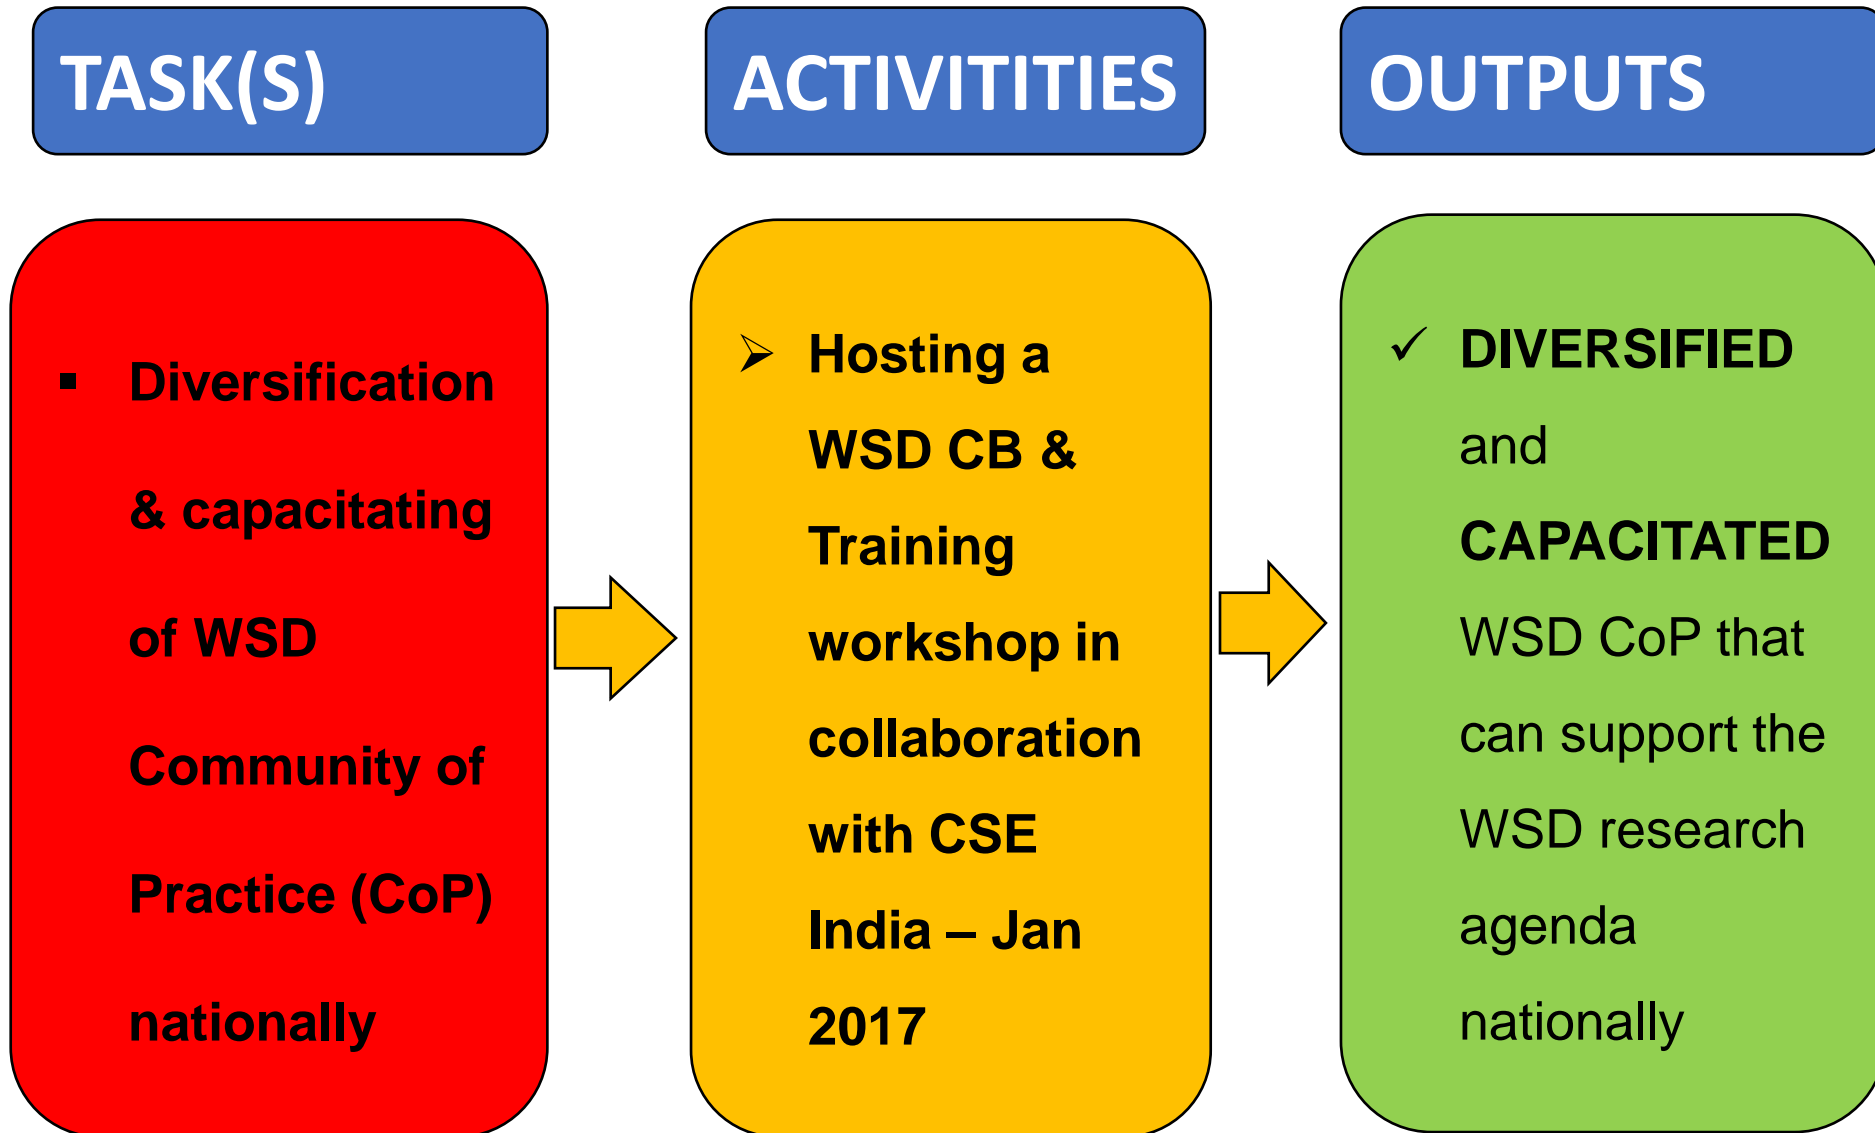 TASK(S)
ACTIVITITIES
OUTPUTS
▪ Diversification
& capacitating
of WSD
Community of
Practice (CoP)
nationally
➢ Hosting a
WSD CB &
Training
workshop in
collaboration
with CSE
India – Jan
2017
✓ DIVERSIFIED
and
CAPACITATED
WSD CoP that
can support the
WSD research
agenda
nationally